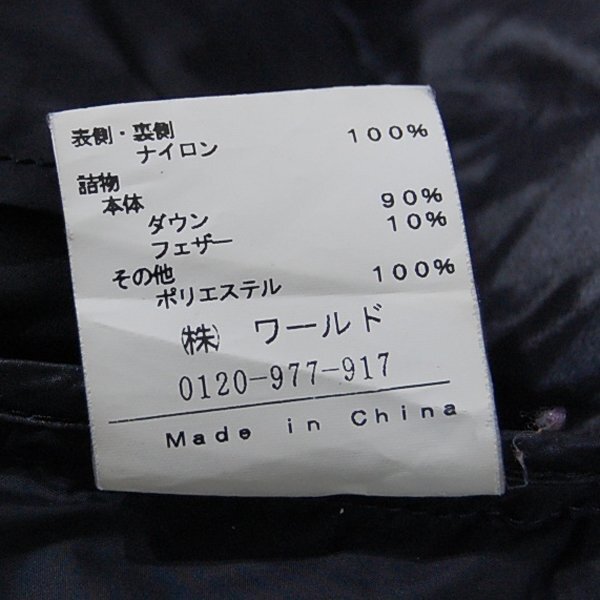 表側・裏側
ナイロン 100%
詰物
本体
ダウン 90%
フェザー 10%
その他
ポリエステル 100%
㈱ ワールド
0120-977-917
Made in China